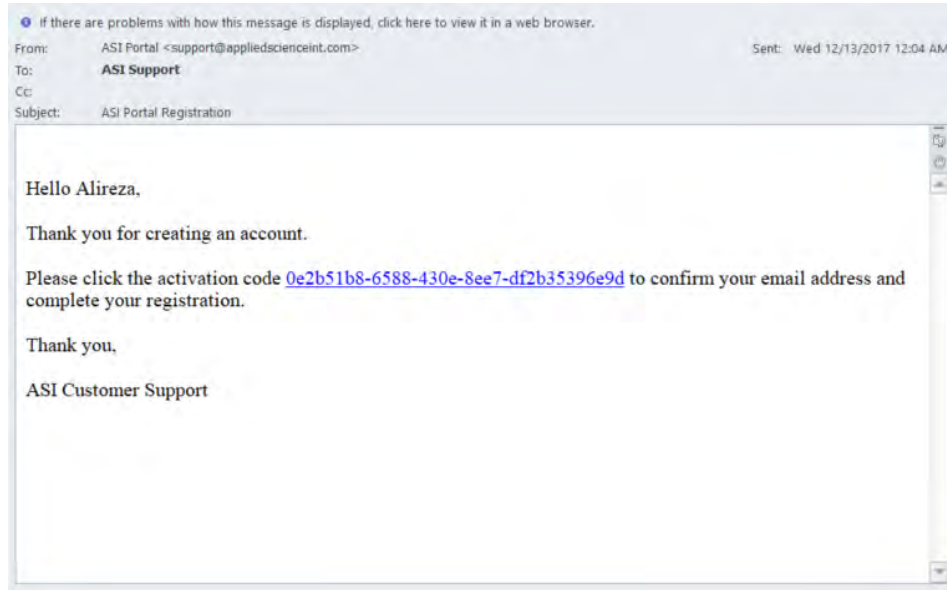 If there are problems with how this message is displayed, click here to view it in a web browser.
From: ASI Portal <support@appliedscienceint.com> Sent: Wed 12/13/2017 12:04 AM
To: ASI Support
Cc:
Subject: ASI Portal Registration
Hello Alireza,
Thank you for creating an account.
Please click the activation code 0e2b51b8-6588-430e-8ee7-df2b35396e9d to confirm your email address and
complete your registration.
Thank you,
ASI Customer Support